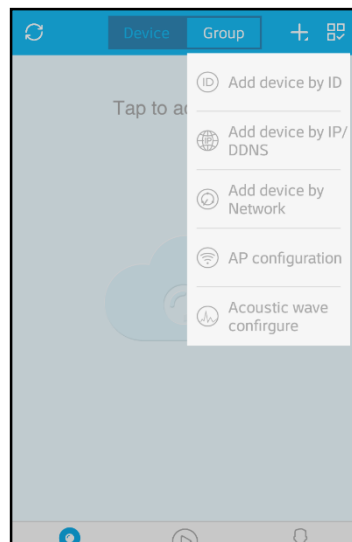 Device Group
ID Add device by ID
Tap to a
Add device by IP/
DDNS
Add device by
Network
AP configuration
Acoustic wave
confirgure